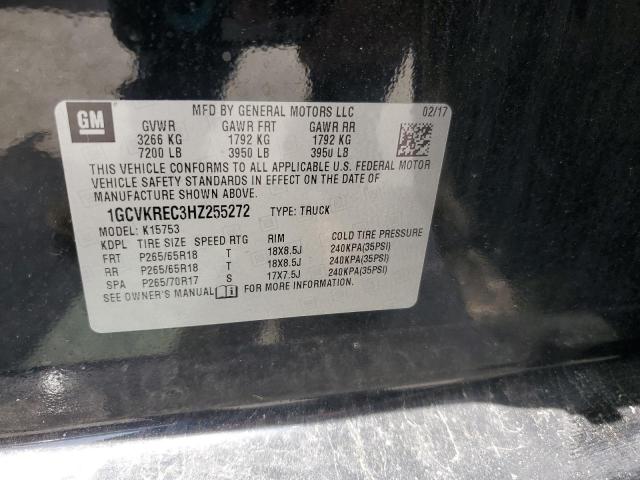 GM
MFD BY GENERAL MOTORS LLC 02/17
GVWR GAWR FRT GAWR RR
3266 KG 1792 KG 1792 KG
7200 LB 3950 LB 3950 LB
THIS VEHICLE CONFORMS TO ALL APPLICABLE U.S. FEDERAL MOTOR
VEHICLE SAFETY STANDARDS IN EFFECT ON THE DATE OF
MANUFACTURE SHOWN ABOVE.
1GCVKREC3HZ255272 TYPE: TRUCK
MODEL: K15753
KDPL TIRE SIZE SPEED RTG RIM COLD TIRE PRESSURE
FRT P265/65R18 T 18X8.5J 240KPA(35PSI)
RR P265/65R18 T 18X8.5J 240KPA(35PSI)
SPA P265/70R17 S 17X7.5J 240KPA(35PSI)
SEE OWNER'S MANUAL FOR MORE INFORMATION.